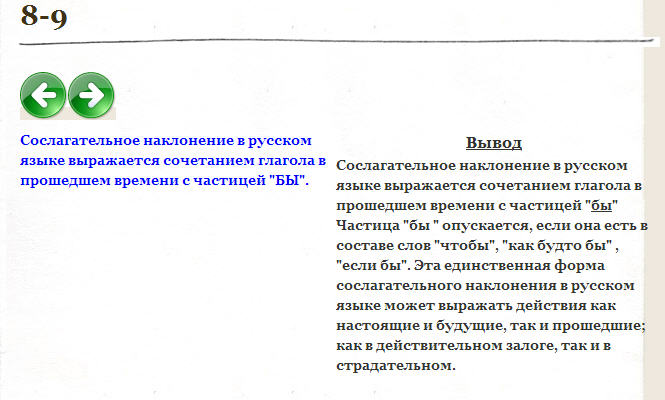 8-9
Сослагательное наклонение в русском
языке выражается сочетанием глагола в
прошедшем времени с частицей "БЫ".
Вывод
Сослагательное наклонение в русском
языке выражается сочетанием глагола в
прошедшем времени с частицей "бы"
Частица "бы " опускается, если она есть в
составе слов "чтобы", "как будто бы" ,
"если бы". Эта единственная форма
сослагательного наклонения в русском
языке может выражать действия как
настоящие и будущие, так и прошедшие;
как в действительном залоге, так и в
страдательном.